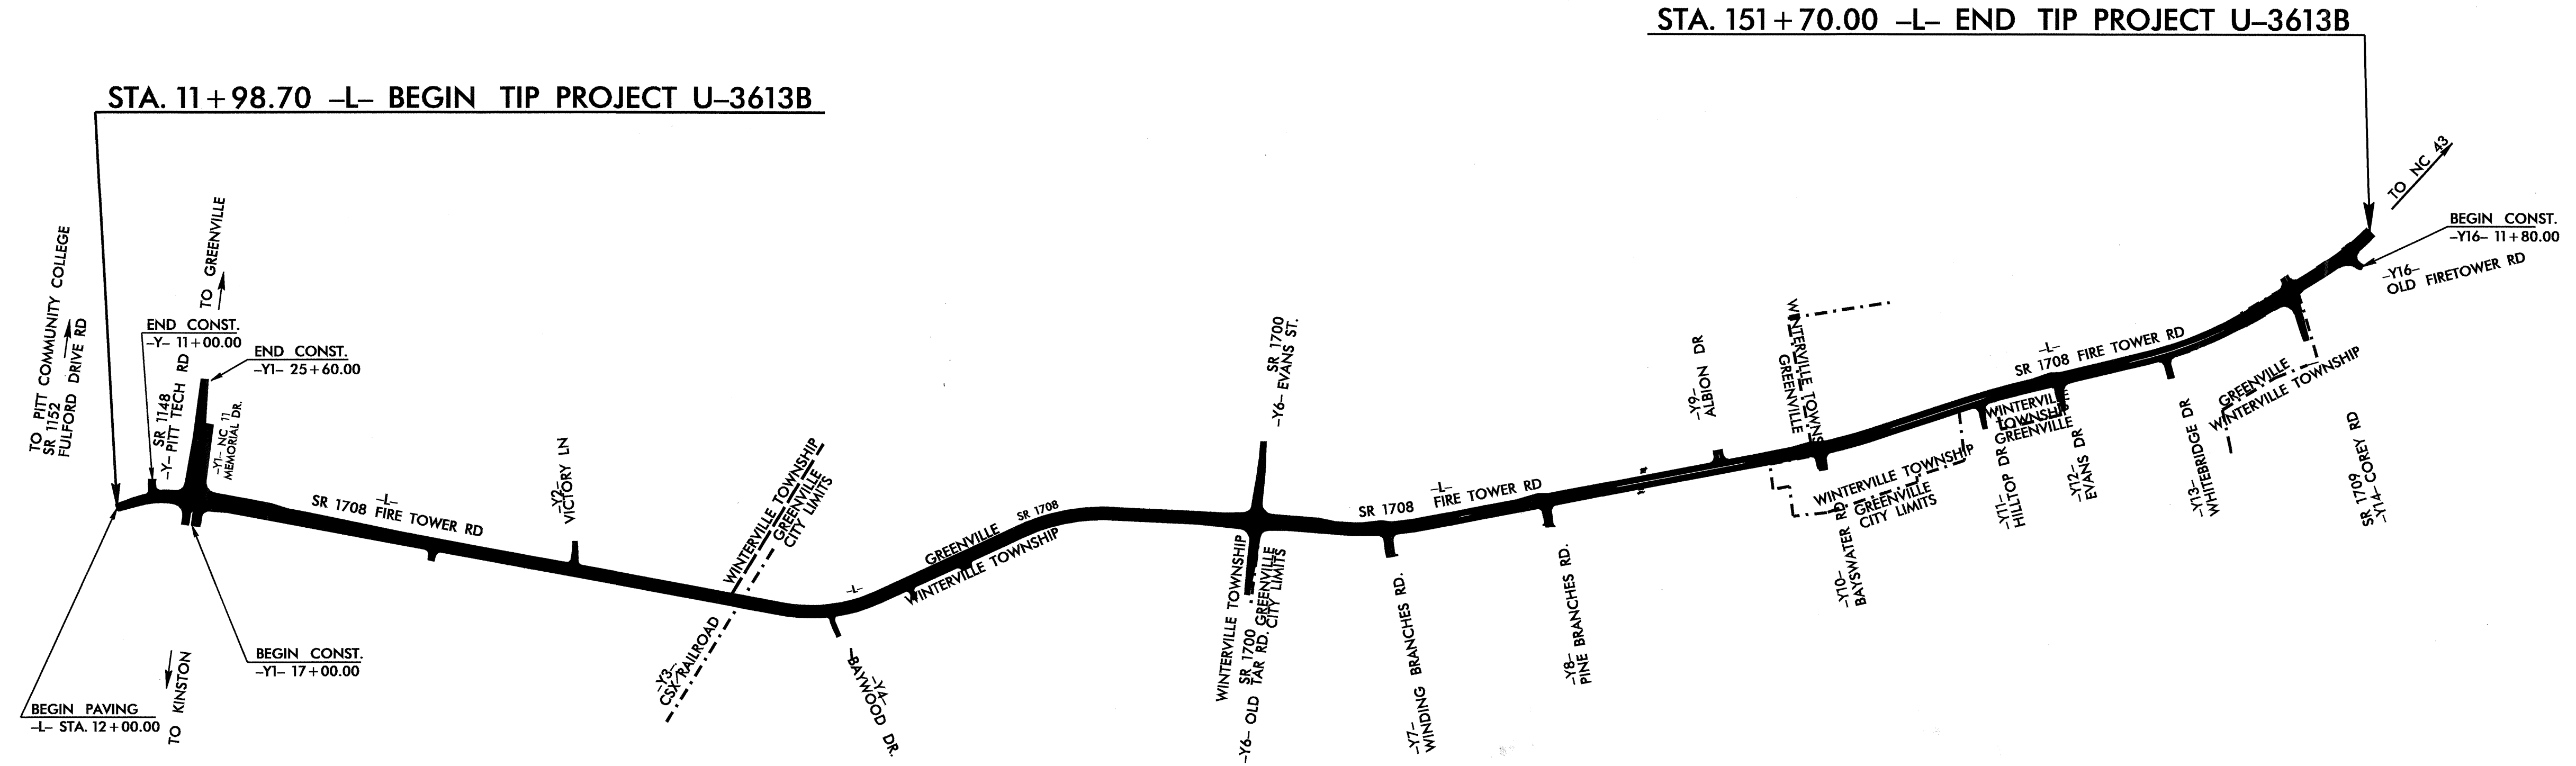 STA. 151+70.00 –L– END TIP PROJECT U–3613B
STA. 11+98.70 –L– BEGIN TIP PROJECT U–3613B
TO NC 43
BEGIN CONST.
–Y16– 11+80.00
–Y16–
OLD FIRETOWER RD
TO PITT COMMUNITY COLLEGE
SR 1152
FULFORD DRIVE RD
TO GREENVILLE
END CONST.
–Y– 11+00.00
SR 1148
–Y– PITT TECH RD
END CONST.
–Y1– 25+60.00
–Y1– NC 11
MEMORIAL DR.
–L–
SR 1708 FIRE TOWER RD
–Y2–
VICTORY LN
WINTERVILLE TOWNSHIP
GREENVILLE
CITY LIMITS
–Y3–
CSX RAILROAD
BEGIN CONST.
–Y1– 17+00.00
BEGIN PAVING
–L– STA. 12+00.00
TO KINSTON
–L–
–Y4–
BAYWOOD DR.
GREENVILLE
WINTERVILLE TOWNSHIP
SR 1708
SR 1700
–Y6– EVANS ST.
WINTERVILLE TOWNSHIP
GREENVILLE
CITY LIMITS
SR 1700
–Y6– OLD TAR RD.
SR 1708
–L–
FIRE TOWER RD
–Y7–
WINDING BRANCHES RD.
–Y8–
PINE BRANCHES RD.
–Y9–
ALBION DR
WINTERVILLE TOWNS
GREENVILLE
WINTERVILLE TOWNSHIP
GREENVILLE
CITY LIMITS
–Y10–
BAYSWATER RD
WINTERVILLE
TOWNSHIP
GREENVILLE
–Y11–
HILLTOP DR
–Y12–
EVANS DR
–L–
SR 1708 FIRE TOWER RD
–Y13–
WHITEBRIDGE DR
GREENVILLE
WINTERVILLE TOWNSHIP
SR 1709
–Y14– COREY RD